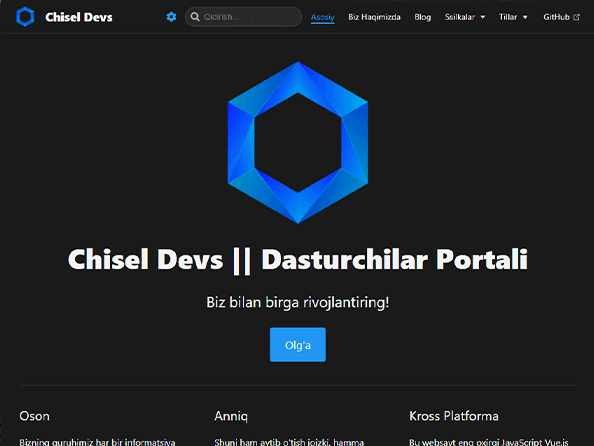 Chisel Devs
Qidirish...
Asosiy
Biz Haqimizda
Blog
Ssilkalar
Tillar
GitHub
Chisel Devs || Dasturchilar Portali
Biz bilan birga rivojlantiring!
Olg'a
Oson
Anniq
Kross Platforma
Bizning guruhimiz har bir informatsiya
Shuni ham aytib o'tish joizki, hamma
Bu websayt eng oxirgi JavaScript Vue.js